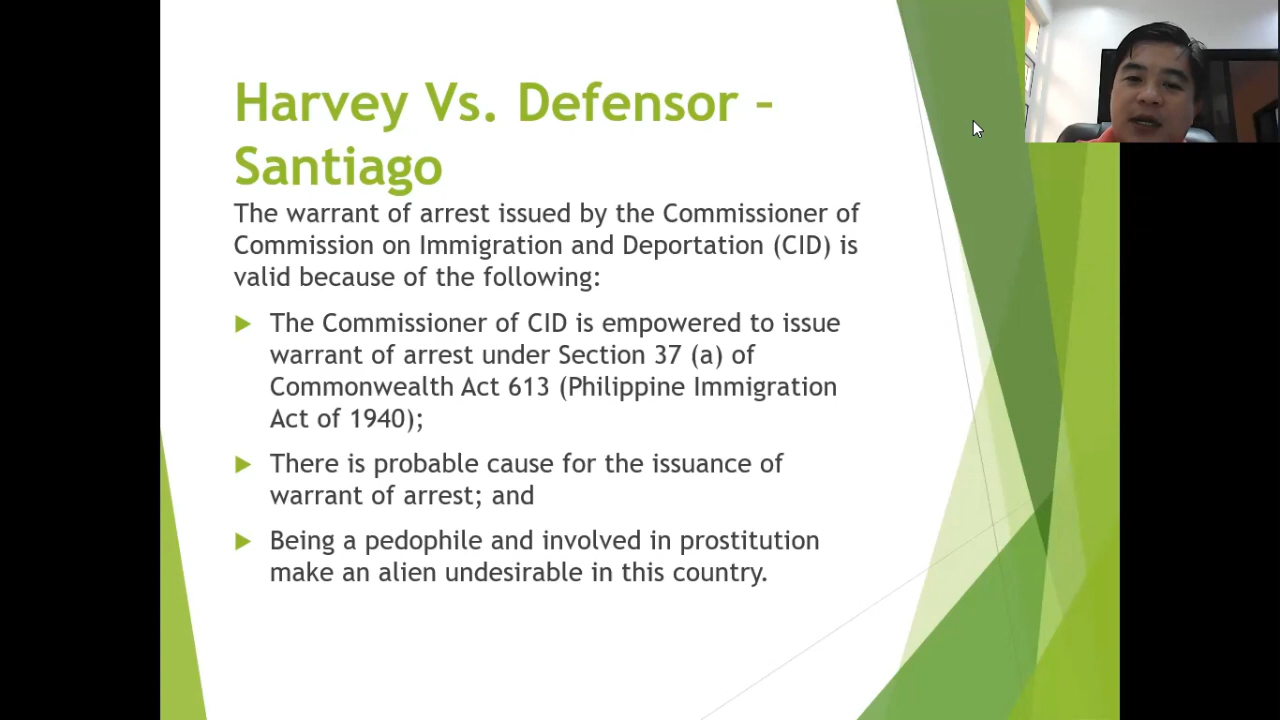 Harvey Vs. Defensor –
Santiago
The warrant of arrest issued by the Commissioner of
Commission on Immigration and Deportation (CID) is
valid because of the following:
The Commissioner of CID is empowered to issue
warrant of arrest under Section 37 (a) of
Commonwealth Act 613 (Philippine Immigration
Act of 1940);
There is probable cause for the issuance of
warrant of arrest; and
Being a pedophile and involved in prostitution
make an alien undesirable in this country.